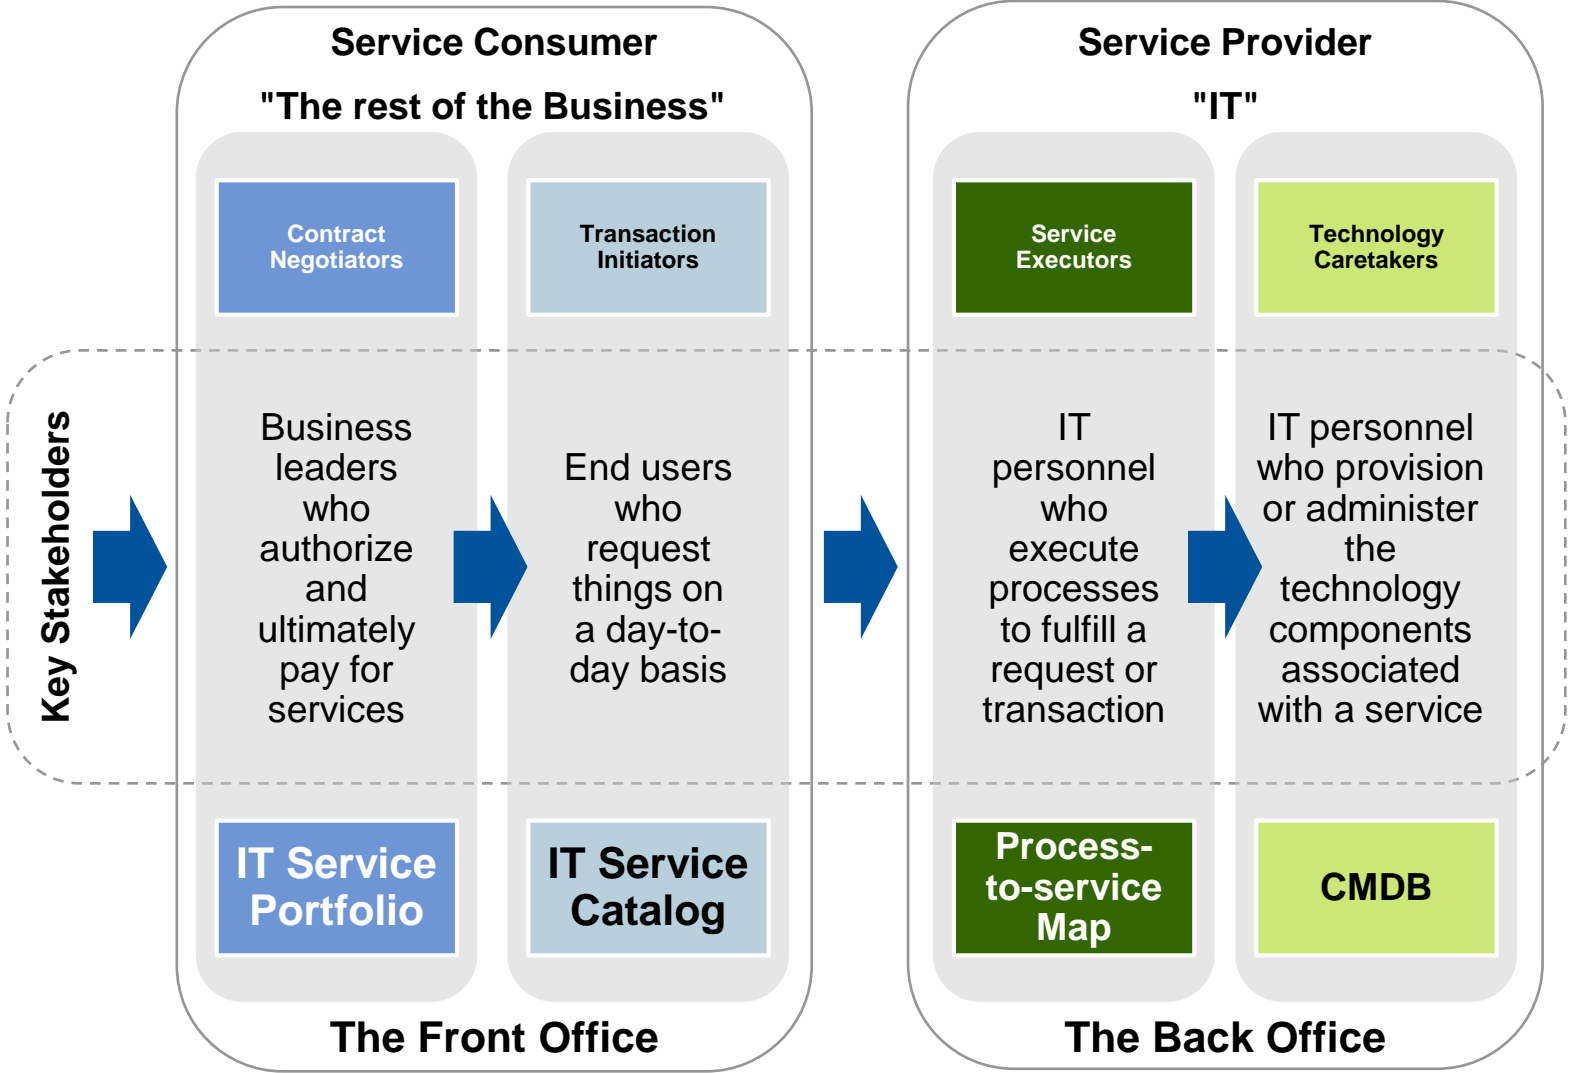 Service Consumer
"The rest of the Business"
Service Provider
"IT"
Contract
Negotiators
Transaction
Initiators
Service
Executors
Technology
Caretakers
Key Stakeholders
Business
leaders
who
authorize
and
ultimately
pay for
services
End users
who
request
things on
a day-to-
day basis
IT
personnel
who
execute
processes
to fulfill a
request or
transaction
IT personnel
who provision
or administer
the
technology
components
associated
with a service
IT Service
Portfolio
IT Service
Catalog
Process-
to-service
Map
CMDB
The Front Office
The Back Office